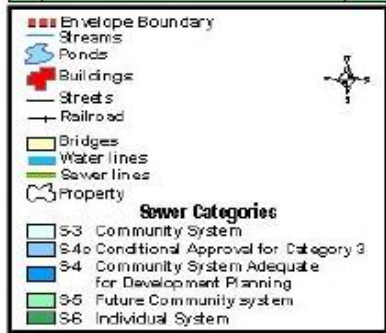 Envelope Boundary
Streams
Ponds
Buildings
Streets
Railroad
Bridges
Water lines
Sewer lines
Property
Sewer Categories
S-3 Community System
S-4c Conditional Approval for Category 3
S-4 Community System Adequate
for Development Planning
S-5 Future Community system
S-6 Individual System